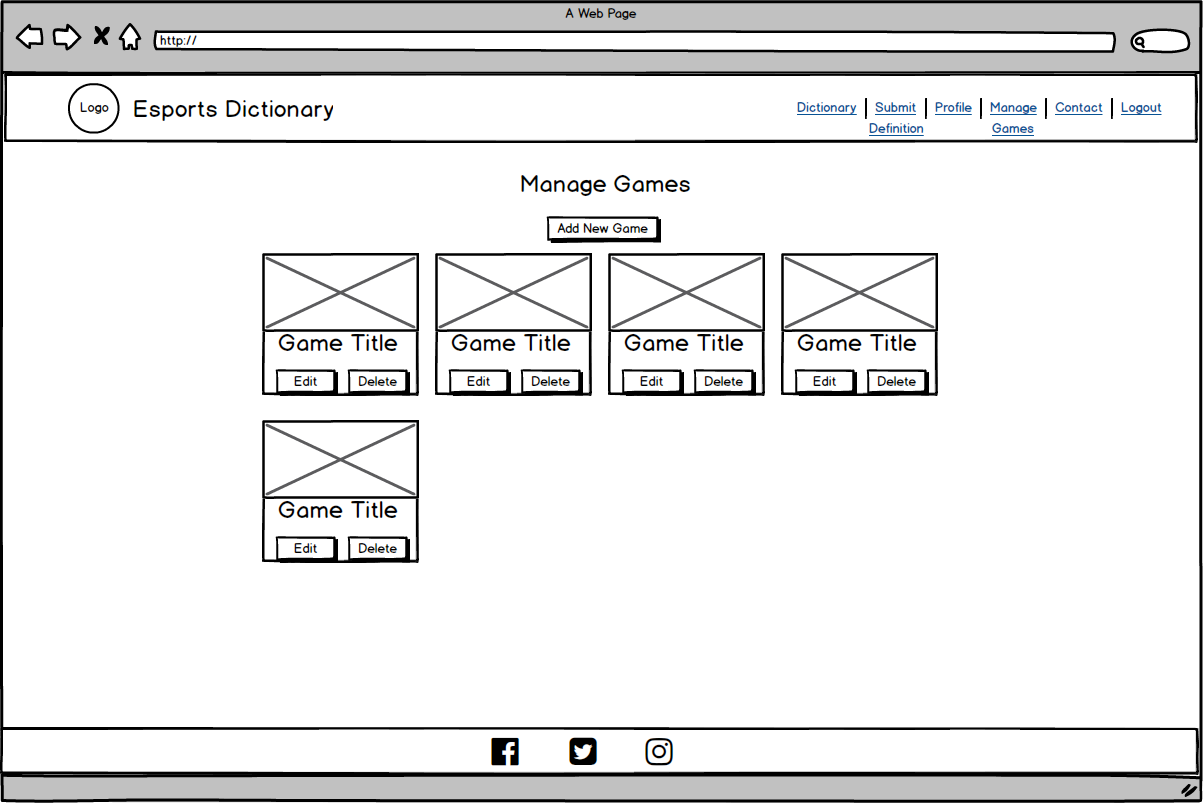 A Web Page
http://
Logo
Esports Dictionary
Dictionary Submit Profile Manage Contact Logout
Definition Games
Manage Games
Add New Game
Game Title Game Title Game Title Game Title
Edit Delete Edit Delete Edit Delete Edit Delete
Game Title
Edit Delete